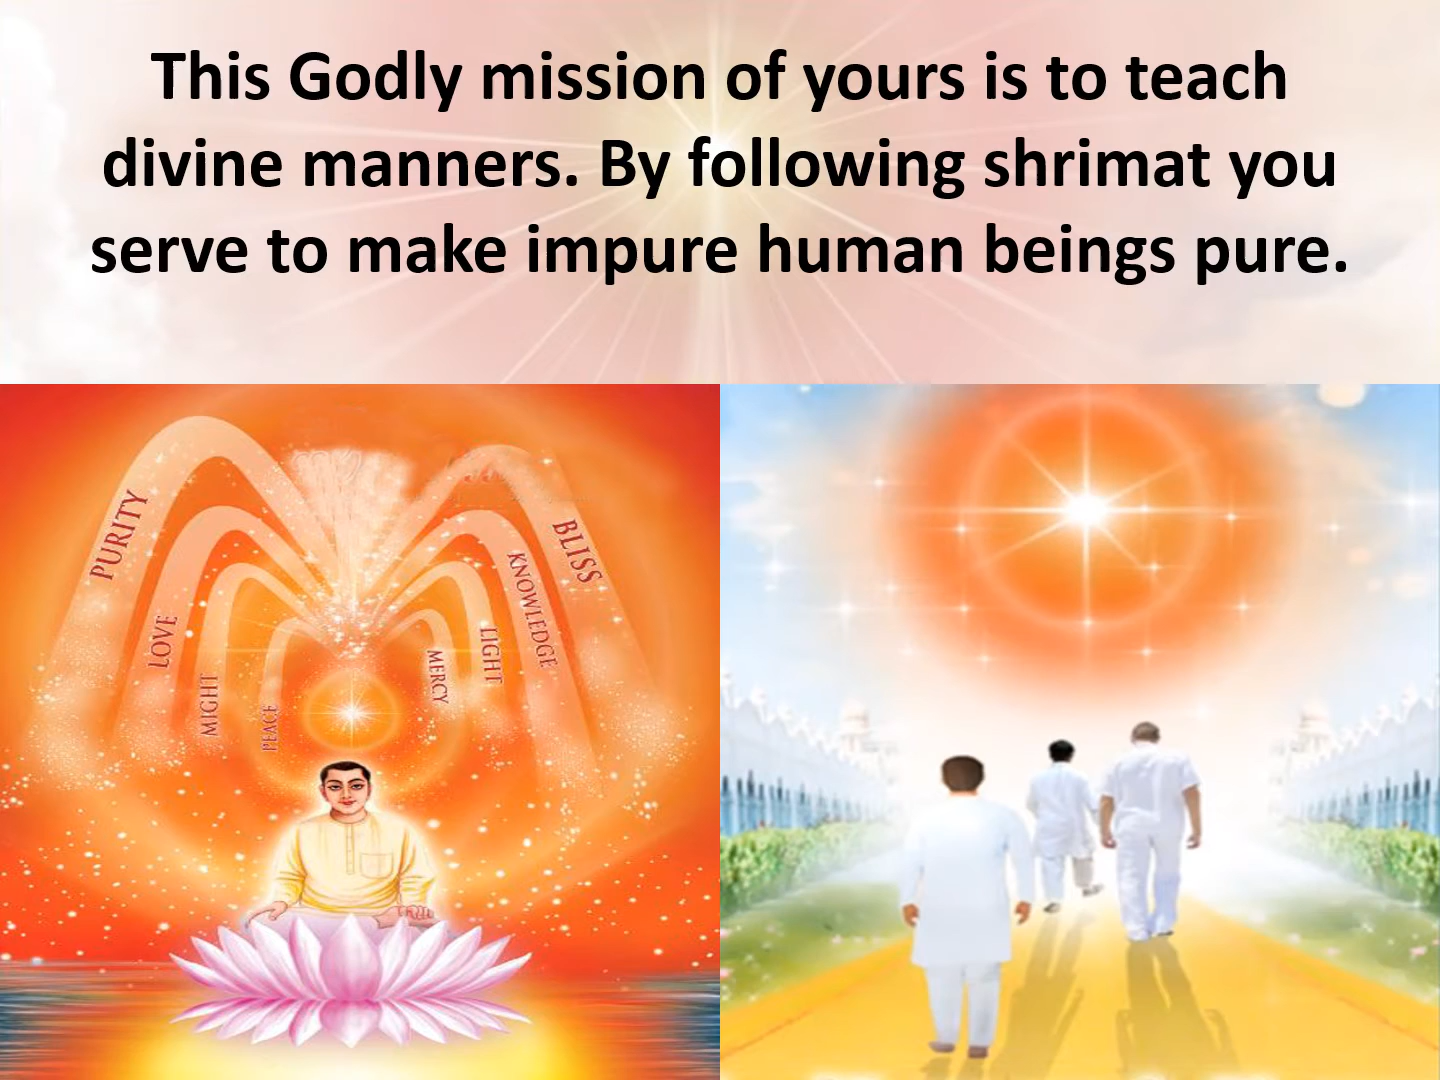 This Godly mission of yours is to teach
divine manners. By following shrimat you
serve to make impure human beings pure.
PURITY
LOVE
MIGHT
PEACE
MERCY
LIGHT
KNOWLEDGE
BLISS